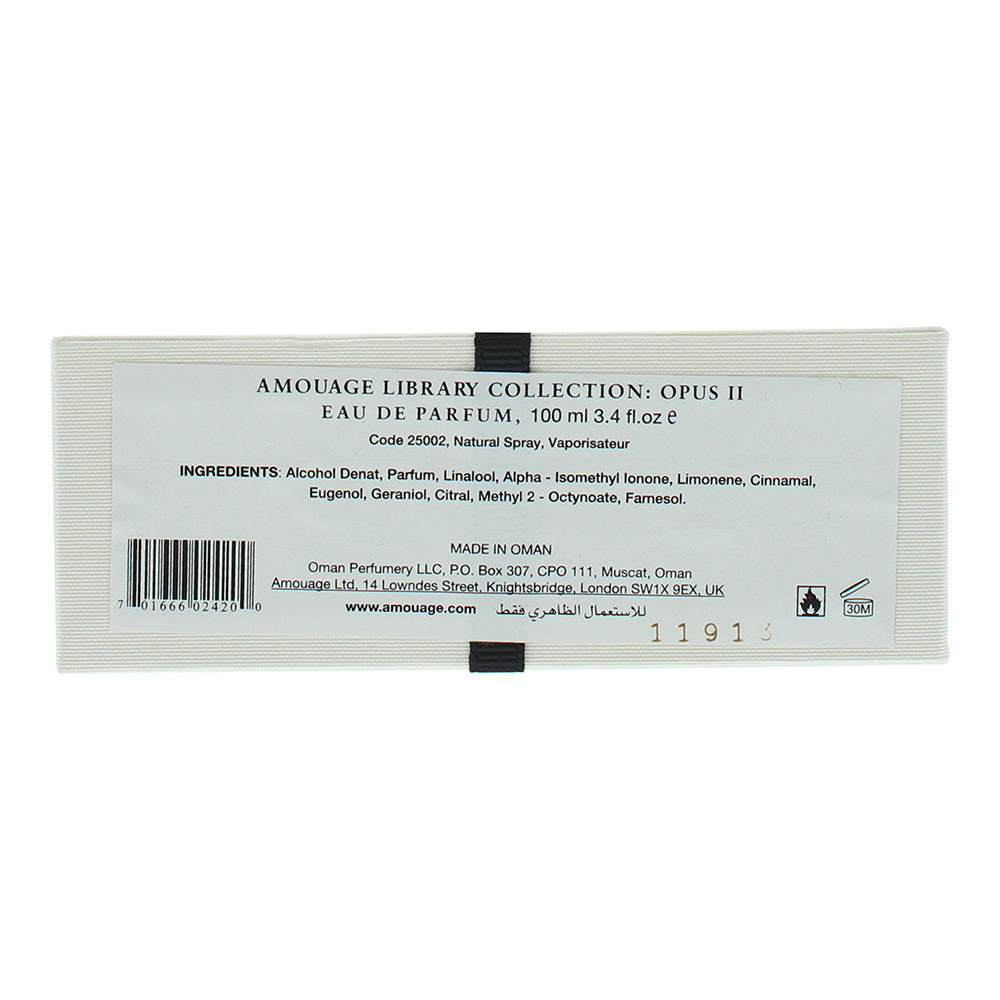 AMOUAGE LIBRARY COLLECTION: OPUS II
EAU DE PARFUM, 100 ml 3.4 fl.oz e
Code 25002, Natural Spray, Vaporisateur
INGREDIENTS: Alcohol Denat, Parfum, Linalool, Alpha - Isomethyl Ionone, Limonene, Cinnamal,
Eugenol, Geraniol, Citral, Methyl 2 - Octynoate, Farnesol.
MADE IN OMAN
Oman Perfumery LLC, P.O. Box 307, CPO 111, Muscat, Oman
Amouage Ltd, 14 Lowndes Street, Knightsbridge, London SW1X 9EX, UK
www.amouage.com للاستعمال الظاهري فقط
7 01666 02420 0
30M
11913